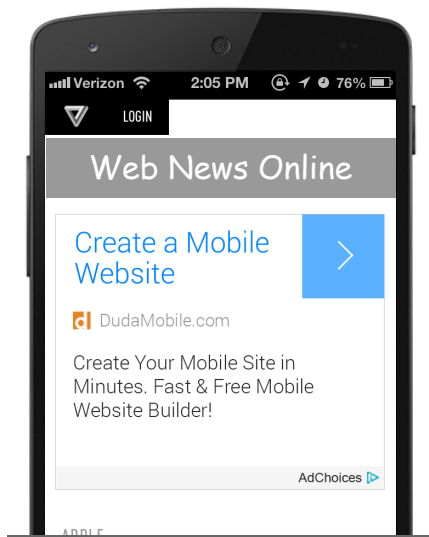 Verizon 2:05 PM 76%
LOGIN
Web News Online
Create a Mobile
Website
DudaMobile.com
Create Your Mobile Site in
Minutes. Fast & Free Mobile
Website Builder!
AdChoices
APPLE